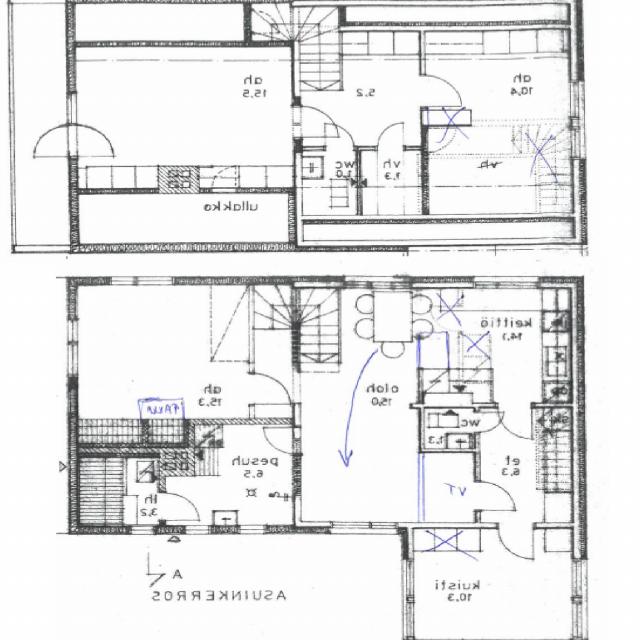 ah
15,5
5,2
ah
10,4
wc
1,0
vh
1,3
vh
ullakko
keittiö
14,1
ah
15,3
oloh
15,0
wc
1,3
pesuh
6,5
et
6,3
VT
lh
3,2
A
ASUINKERROS
kuisti
10,3